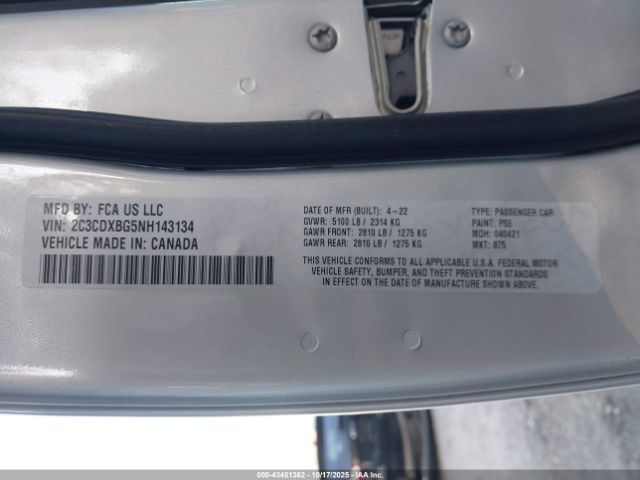 MFD BY: FCA US LLC
VIN: 2C3CDXBG5NH143134
VEHICLE MADE IN: CANADA
DATE OF MFR (BUILT): 4-22
GVWR: 5100 LB / 2314 KG
GAWR FRONT: 2810 LB / 1275 KG
GAWR REAR: 2810 LB / 1275 KG
TYPE: PASSENGER CAR
PAINT: PSE
MDH: 040421
MXT: 875
THIS VEHICLE CONFORMS TO ALL APPLICABLE U.S.A. FEDERAL MOTOR
VEHICLE SAFETY, BUMPER, AND THEFT PREVENTION STANDARDS
IN EFFECT ON THE DATE OF MANUFACTURE SHOWN ABOVE.
000-43451362 - 10/17/2025 - IAAI.COM